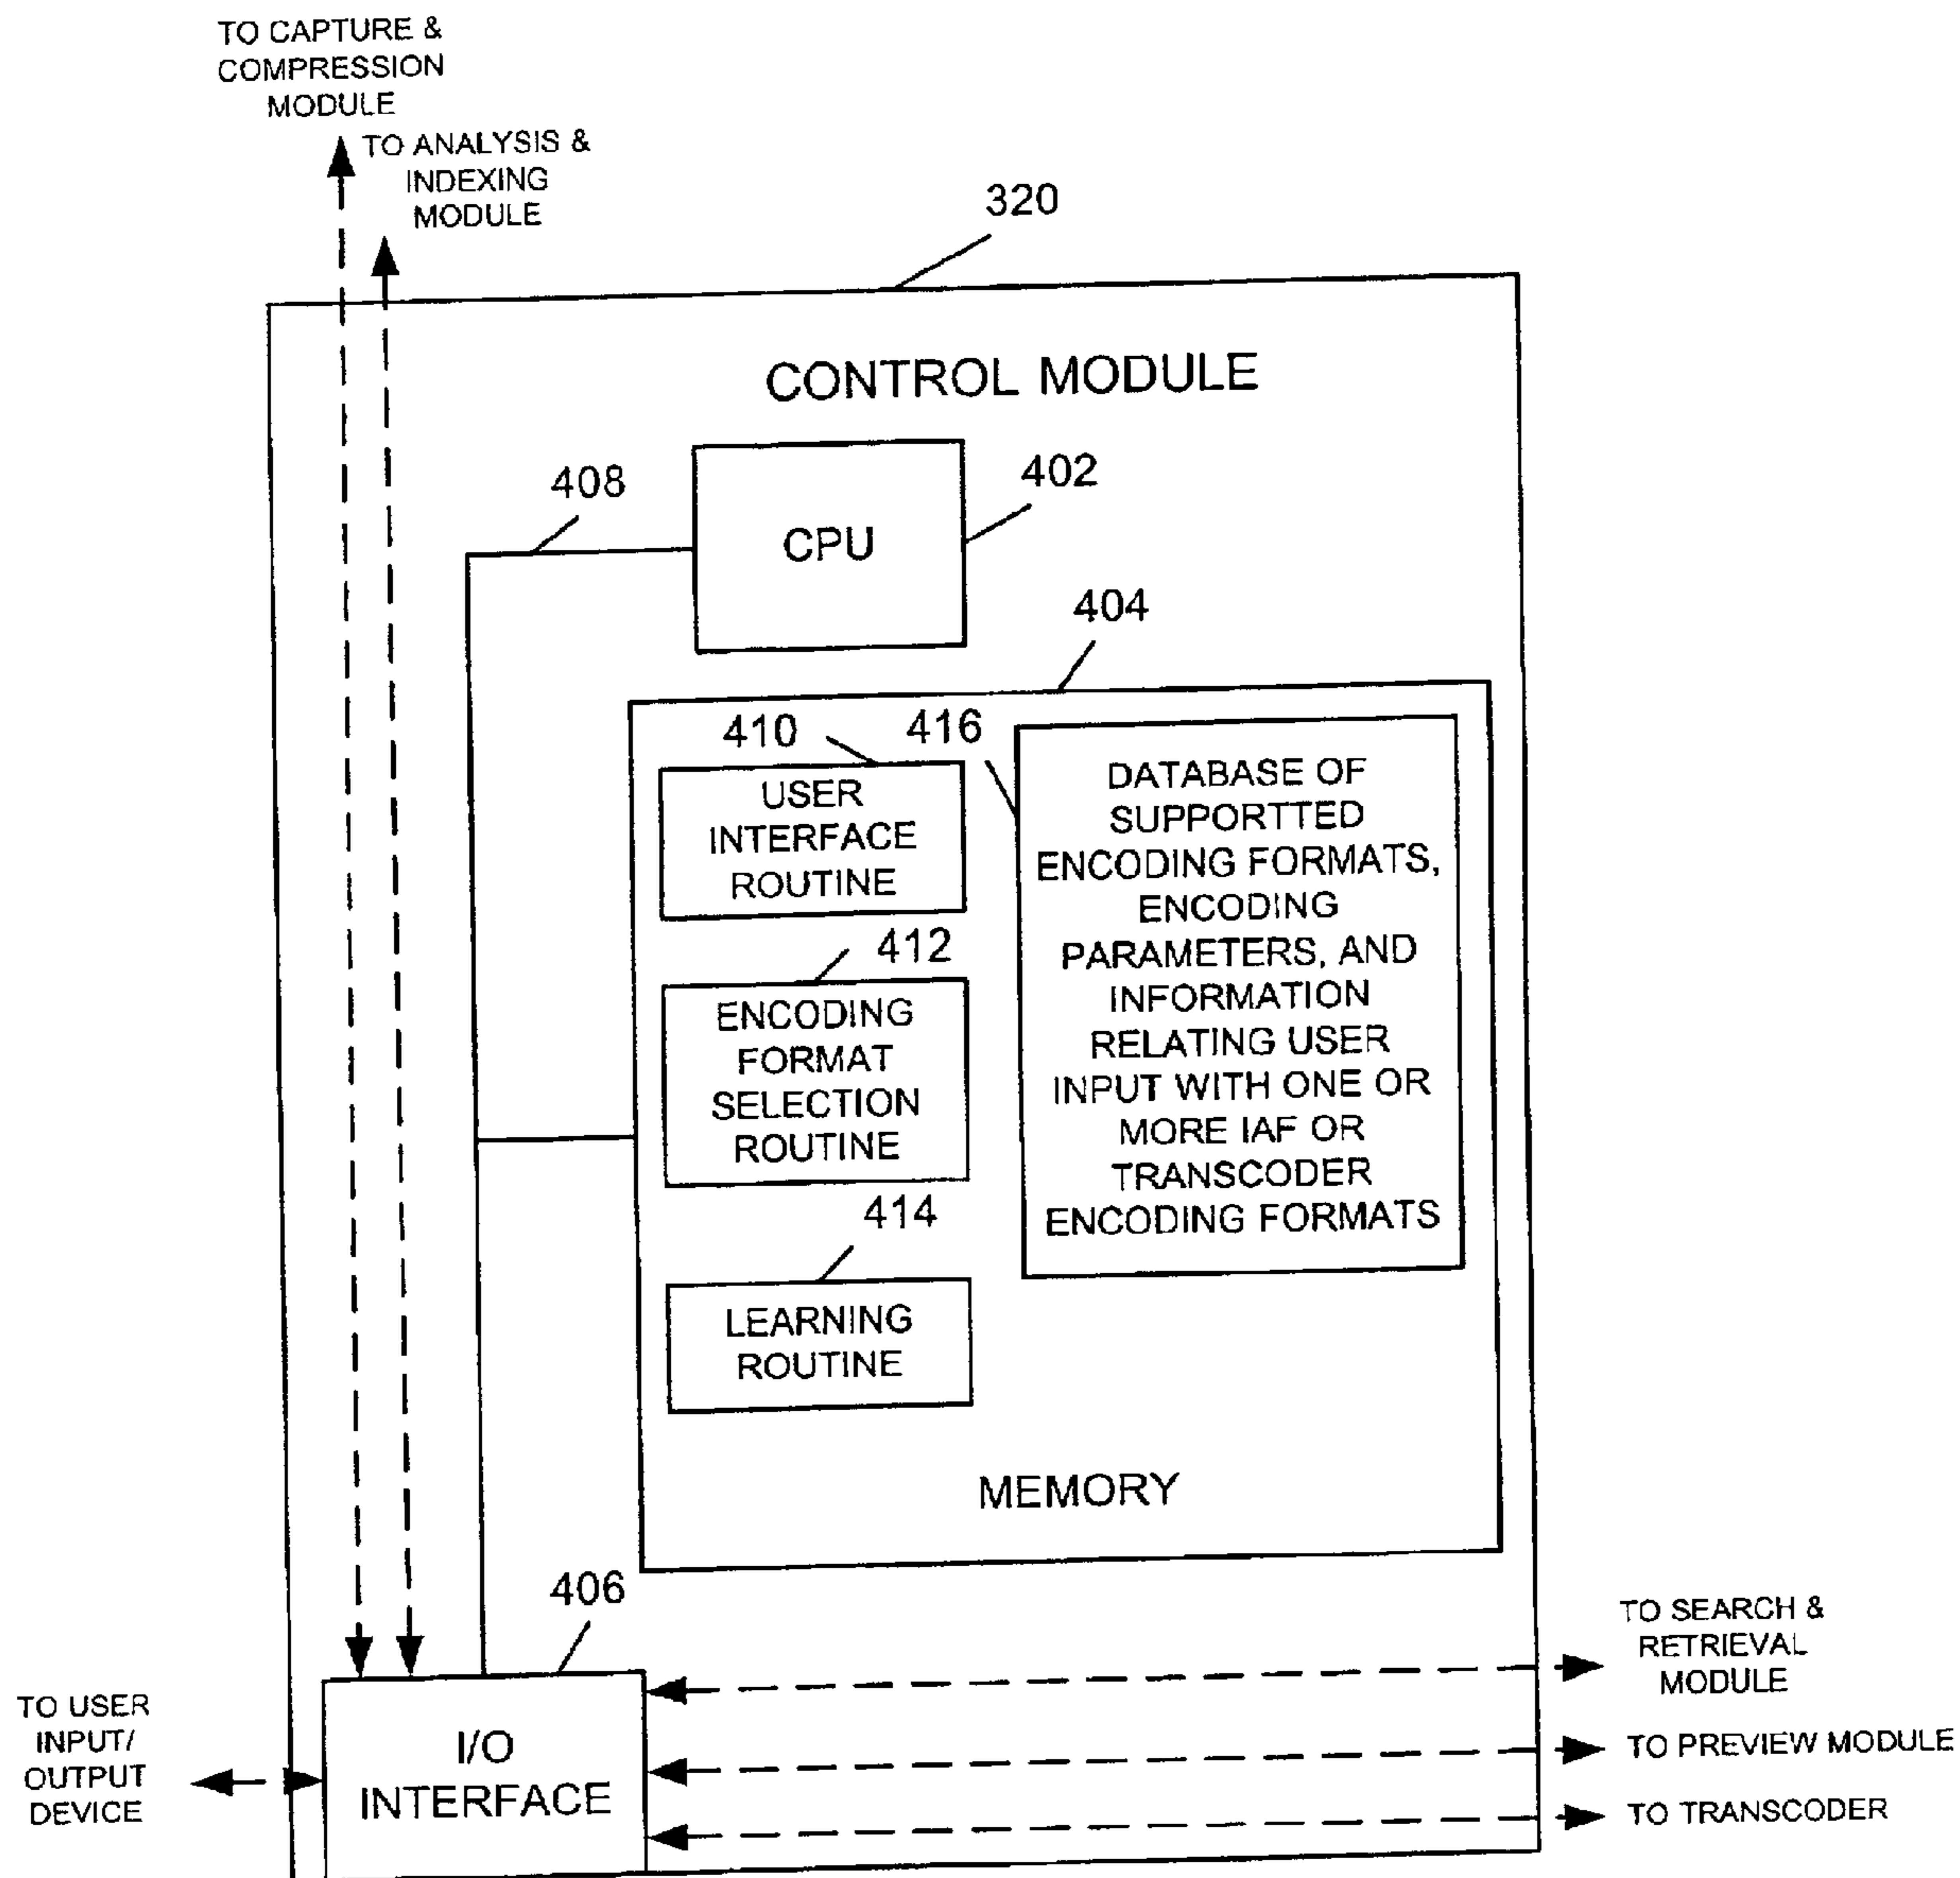 TO CAPTURE &
COMPRESSION
MODULE
TO ANALYSIS &
INDEXING
MODULE
320
CONTROL MODULE
408
402
CPU
404
410
416
USER
INTERFACE
ROUTINE
DATABASE OF
SUPPORTTED
ENCODING FORMATS,
ENCODING
PARAMETERS, AND
INFORMATION
RELATING USER
INPUT WITH ONE OR
MORE IAF OR
TRANSCODER
ENCODING FORMATS
412
ENCODING
FORMAT
SELECTION
ROUTINE
414
LEARNING
ROUTINE
MEMORY
406
TO USER
INPUT/
OUTPUT
DEVICE
I/O
INTERFACE
TO SEARCH &
RETRIEVAL
MODULE
TO PREVIEW MODULE
TO TRANSCODER